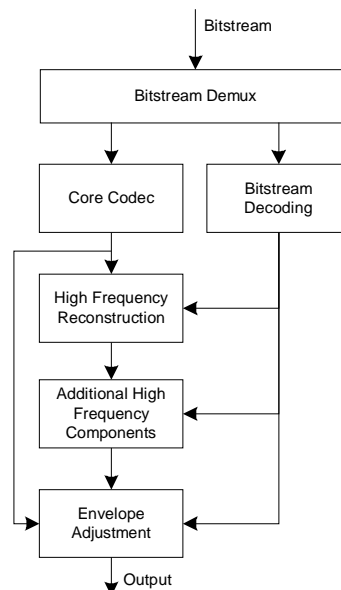 Bitstream
Bitstream Demux
Core Codec
Bitstream
Decoding
High Frequency
Reconstruction
Additional High
Frequency
Components
Envelope
Adjustment
Output